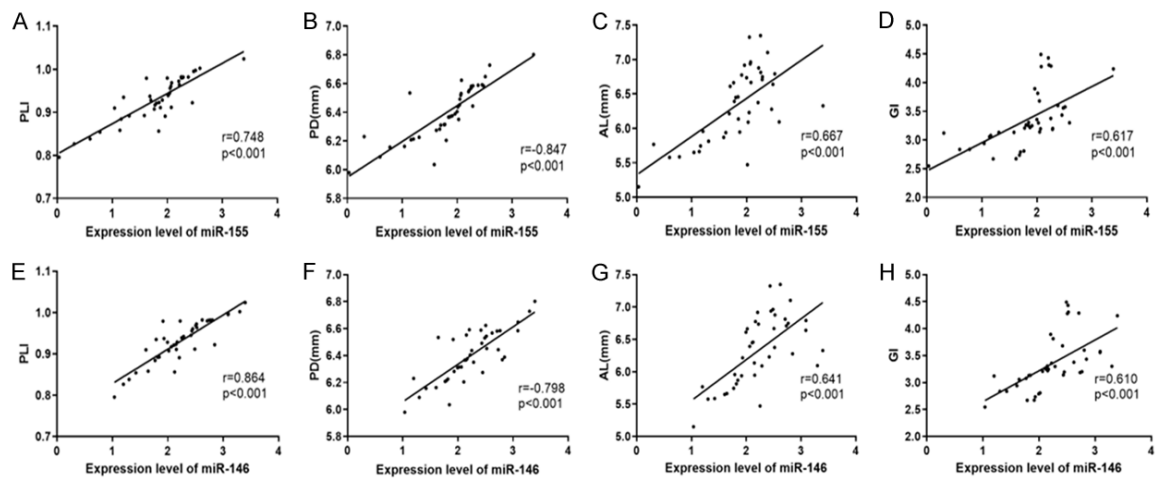 A
1.1
1.0
0.9
0.8
0.7
PLI
r=0.748
p<0.001
0 1 2 3 4
Expression level of miR-155
B
7.0
6.8
6.6
6.4
6.2
6.0
5.8
PD(mm)
r=-0.847
p<0.001
0 1 2 3 4
Expression level of miR-155
C
7.5
7.0
6.5
6.0
5.5
5.0
AL(mm)
r=0.667
p<0.001
0 1 2 3 4
Expression level of miR-155
D
5.0
4.5
4.0
3.5
3.0
2.5
2.0
GI
r=0.617
p<0.001
0 1 2 3 4
Expression level of miR-155
E
1.1
1.0
0.9
0.8
0.7
PLI
r=0.864
p<0.001
0 1 2 3 4
Expression level of miR-146
F
7.0
6.8
6.6
6.4
6.2
6.0
5.8
PD(mm)
r=-0.798
p<0.001
0 1 2 3 4
Expression level of miR-146
G
7.5
7.0
6.5
6.0
5.5
5.0
AL(mm)
r=0.641
p<0.001
0 1 2 3 4
Expression level of miR-146
H
5.0
4.5
4.0
3.5
3.0
2.5
2.0
GI
r=0.610
p<0.001
0 1 2 3 4
Expression level of miR-146